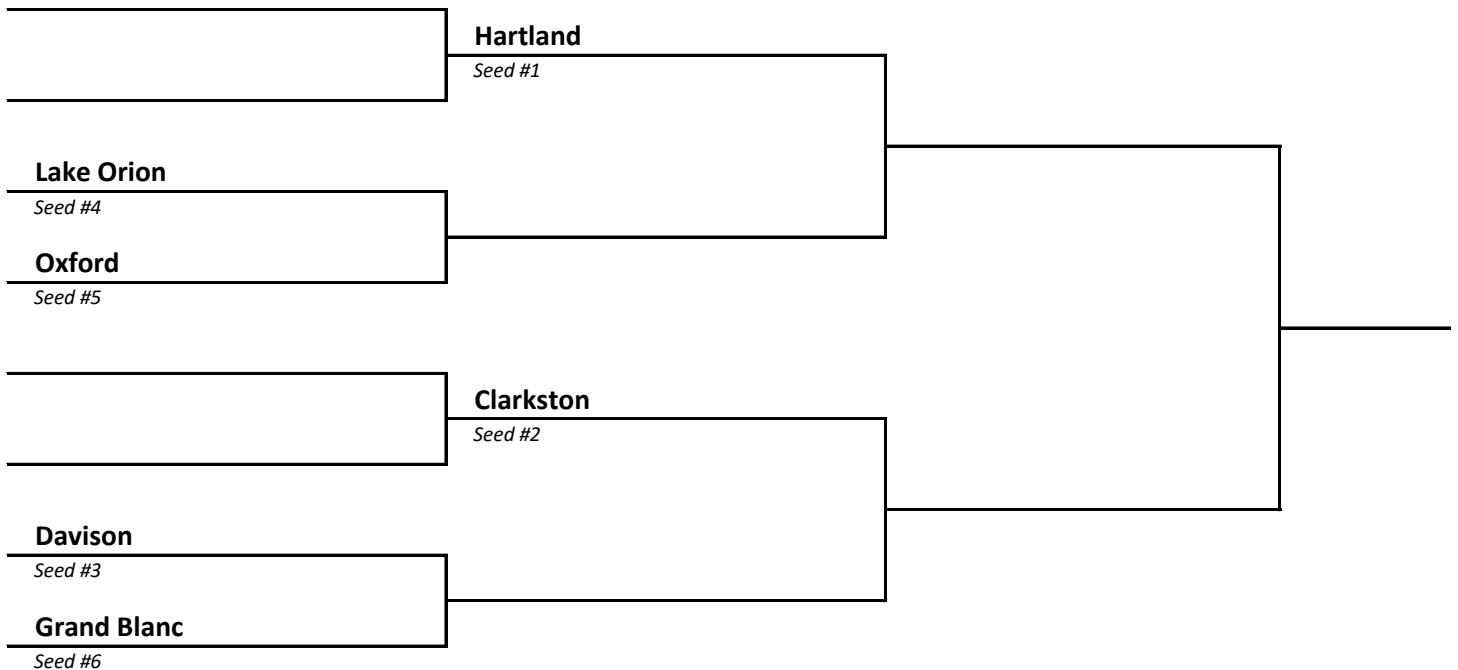 Hartland
Seed #1
Lake Orion
Seed #4
Oxford
Seed #5
Clarkston
Seed #2
Davison
Seed #3
Grand Blanc
Seed #6